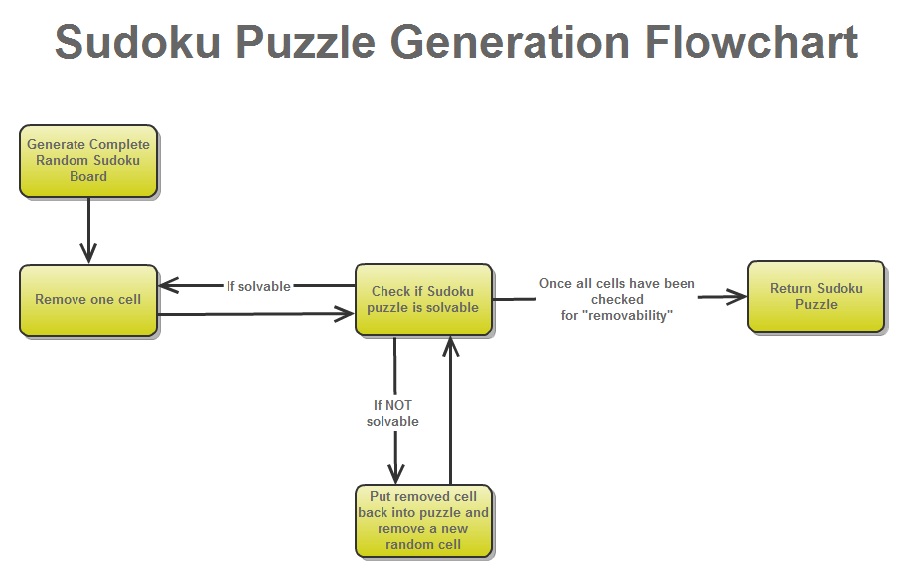 Sudoku Puzzle Generation Flowchart
Generate Complete
Random Sudoku
Board
Remove one cell
If solvable
Check if Sudoku
puzzle is solvable
Once all cells have been
checked
for "removability"
Return Sudoku
Puzzle
If NOT
solvable
Put removed cell
back into puzzle and
remove a new
random cell